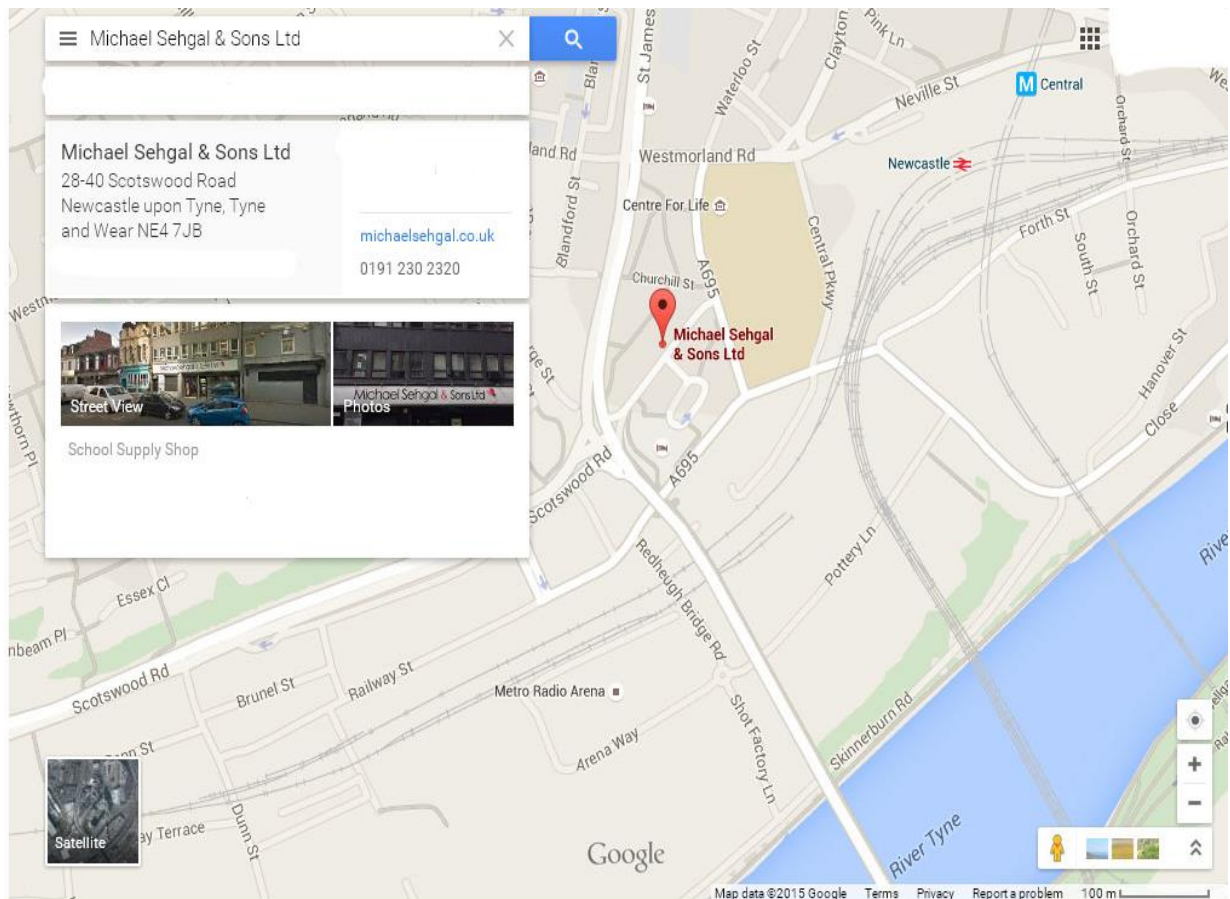 Michael Sehgal & Sons Ltd
Michael Sehgal & Sons Ltd
28-40 Scotswood Road
Newcastle upon Tyne, Tyne
and Wear NE4 7JB
michaelsehgal.co.uk
0191 230 2320
Michael Sehgal & Sons Ltd
Street View
Photos
School Supply Shop
St James
Waterloo St
Clayton
Pink Ln
Neville St
M Central
Orchard St
Westmorland Rd
Newcastle
Blandford St
Centre For Life
Central Pkwy
Forth St
South St
Orchard St
Churchill St
A695
Michael Sehgal
& Sons Ltd
Hanover St
Close
Scotswood Rd
A695
Redheugh Bridge Rd
Pottery Ln
Essex Cl
Scotswood Rd
Brunel St
Railway St
Metro Radio Arena
Arena Way
Shot Factory Ln
Skinnerburn Rd
Dunn St
River Tyne
Satellite
Google
Map data ©2015 Google Terms Privacy Report a problem 100 m